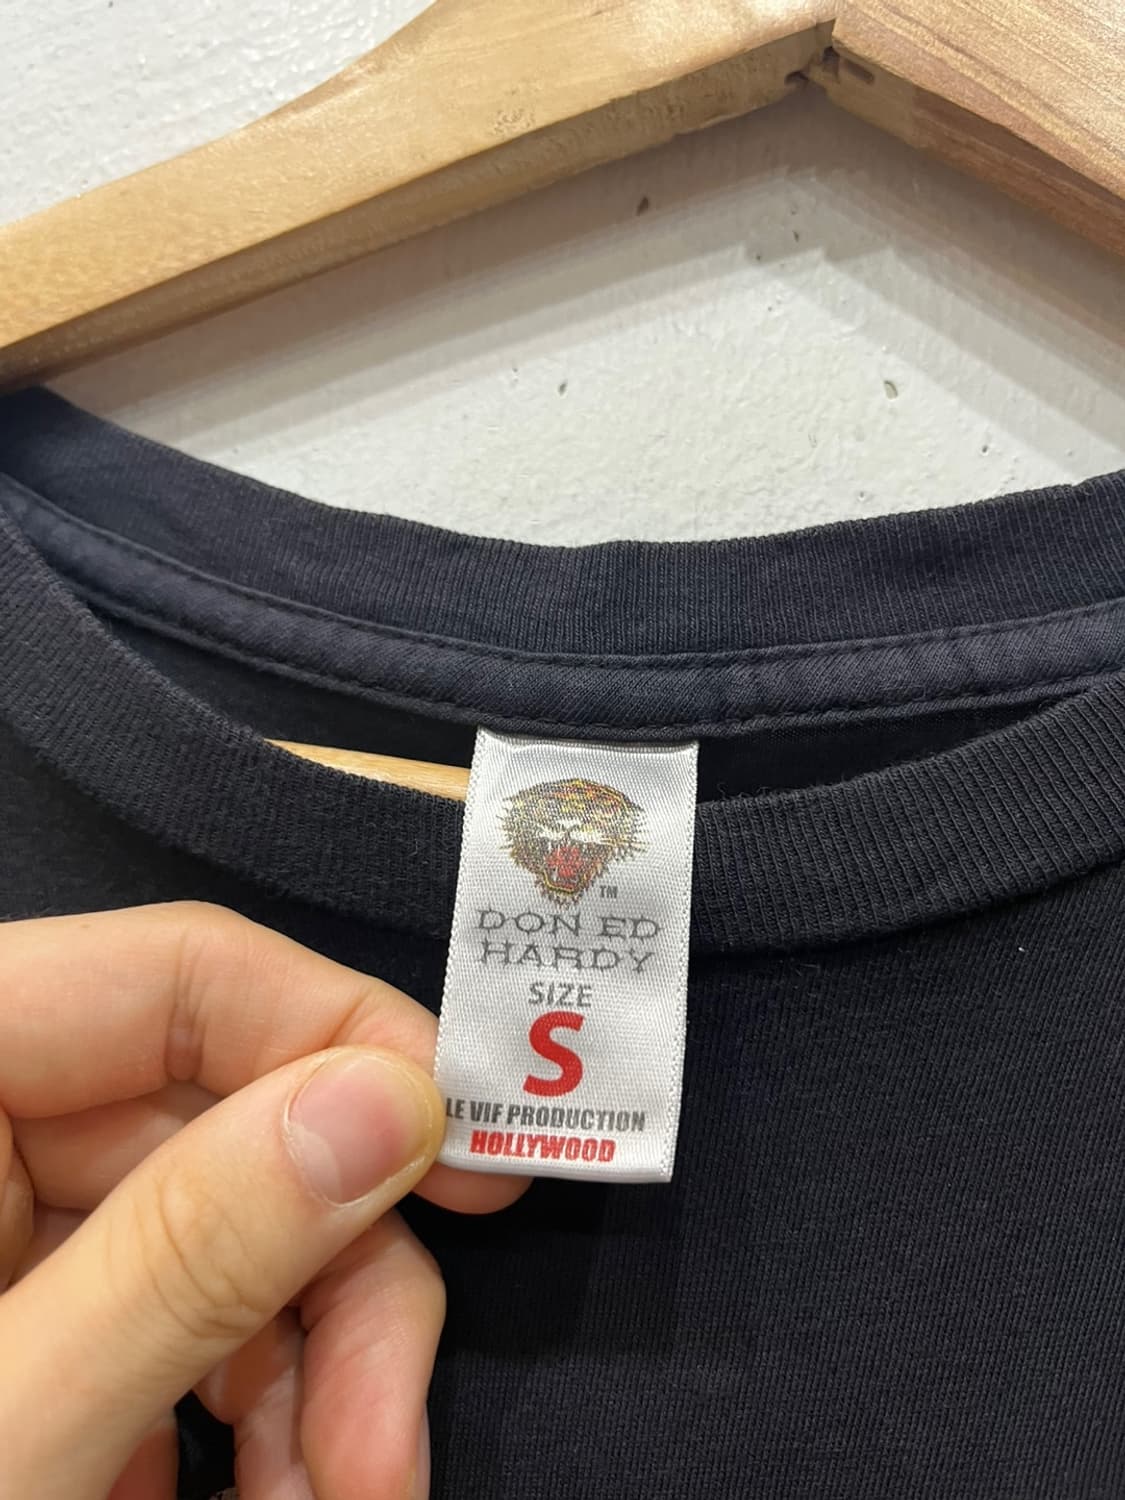 TM
DON ED
HARDY
SIZE
S
LE VIF PRODUCTION
HOLLYWOOD